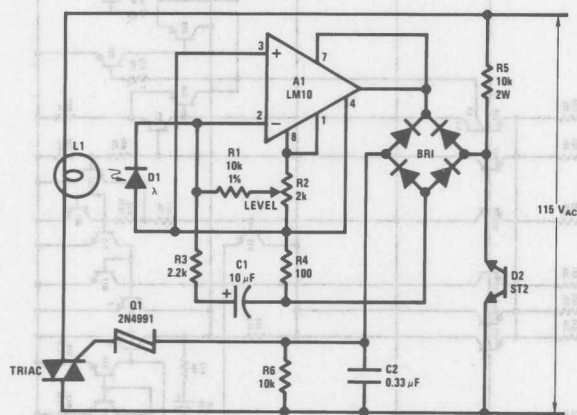 3
7
+
A1
LM10
4
2
−
1
8
R5
10k
2W
L1
D1
λ
R1
10k
1%
LEVEL
R2
2k
BRI
115 VAC
R3
2.2k
C1
+
10 µF
R4
100
D2
ST2
Q1
2N4991
TRIAC
R6
10k
C2
0.33 µF